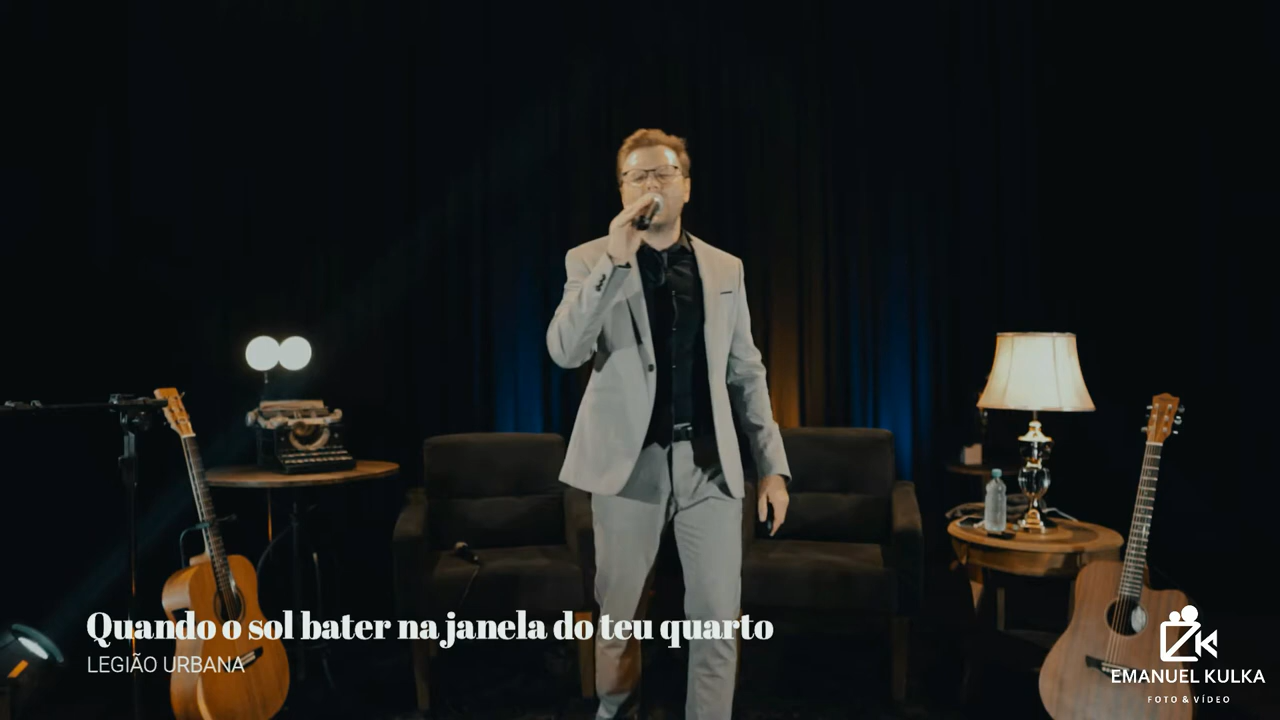 Quando o sol bater na janela do teu quarto
LEGIÃO URBANA
EMANUEL KULKA
FOTO & VÍDEO